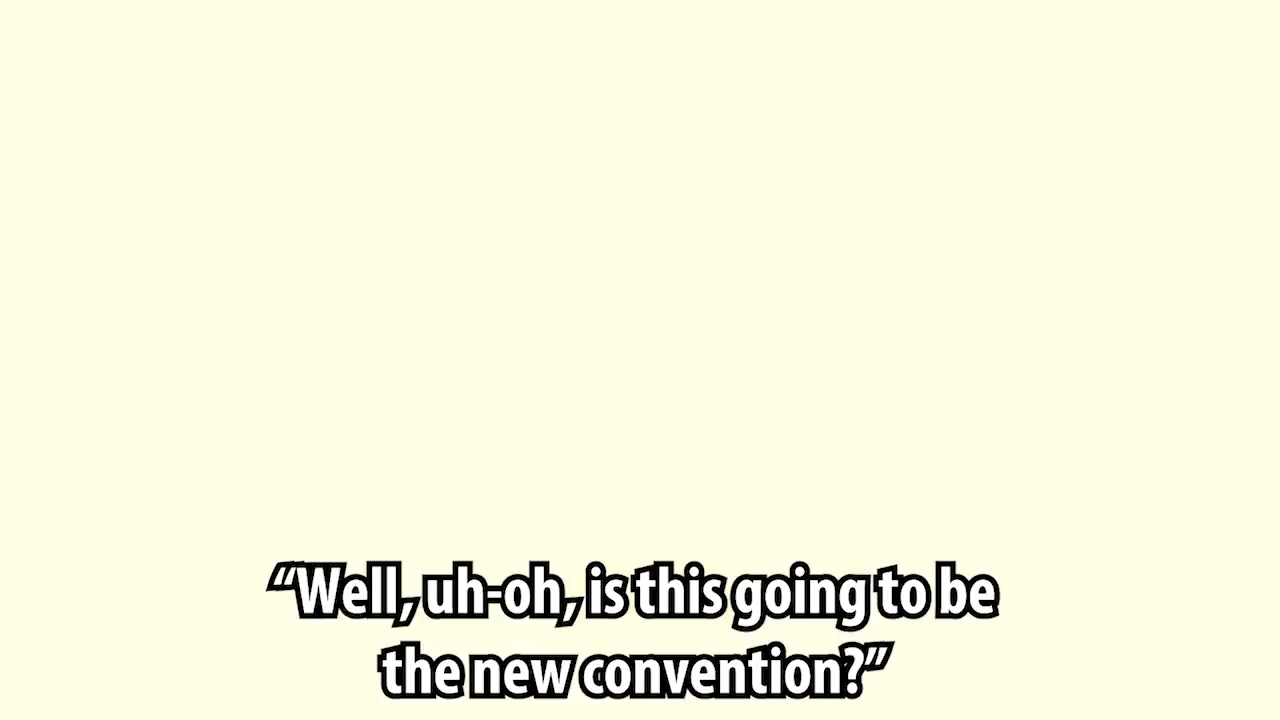 “Well, uh-oh, is this going to be
the new convention?”